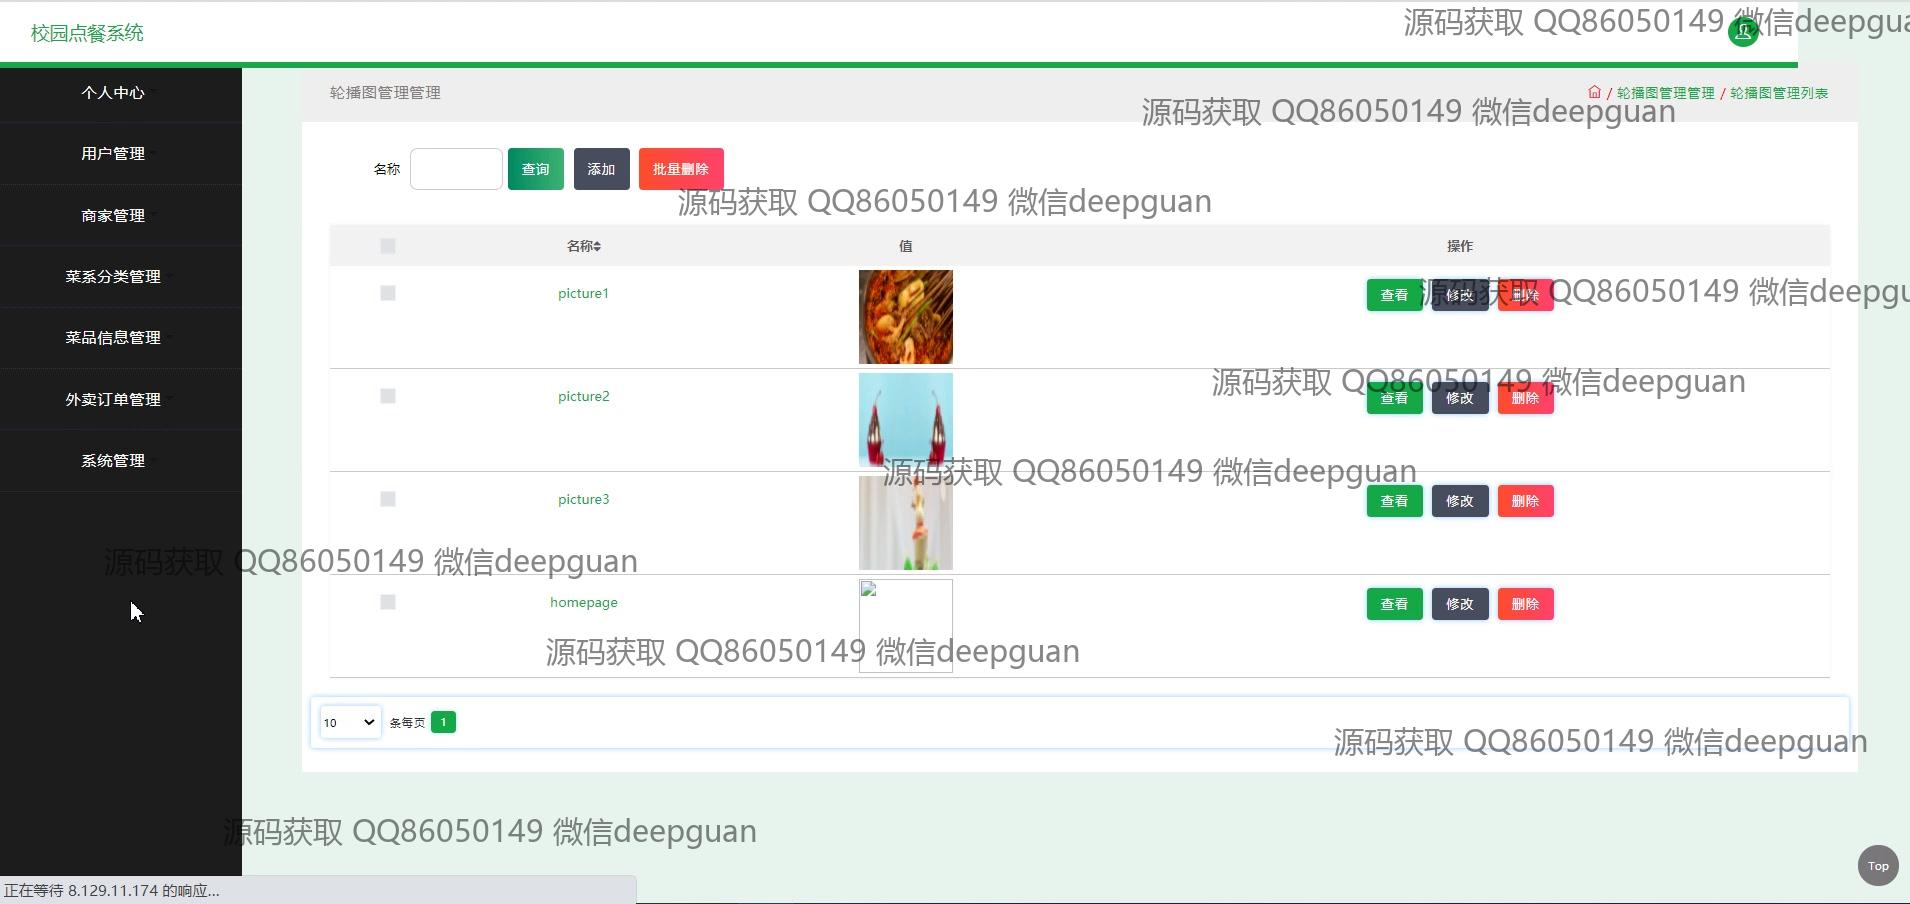 校园点餐系统
源码获取 QQ86050149 微信deepgua
个人中心
轮播图管理管理
/ 轮播图管理管理 / 轮播图管理列表
源码获取 QQ86050149 微信deepguan
用户管理
名称 查询 添加 批量删除
源码获取 QQ86050149 微信deepguan
商家管理
名称 值 操作
菜系分类管理
picture1 查看 修改 删除
源码获取 QQ86050149 微信deepgu
菜品信息管理
源码获取 QQ86050149 微信deepguan
外卖订单管理
picture2 查看 修改 删除
系统管理
源码获取 QQ86050149 微信deepguan
picture3 查看 修改 删除
源码获取 QQ86050149 微信deepguan
homepage 查看 修改 删除
源码获取 QQ86050149 微信deepguan
10 条每页 1
源码获取 QQ86050149 微信deepguan
源码获取 QQ86050149 微信deepguan
Top
正在等待 8.129.11.174 的响应...